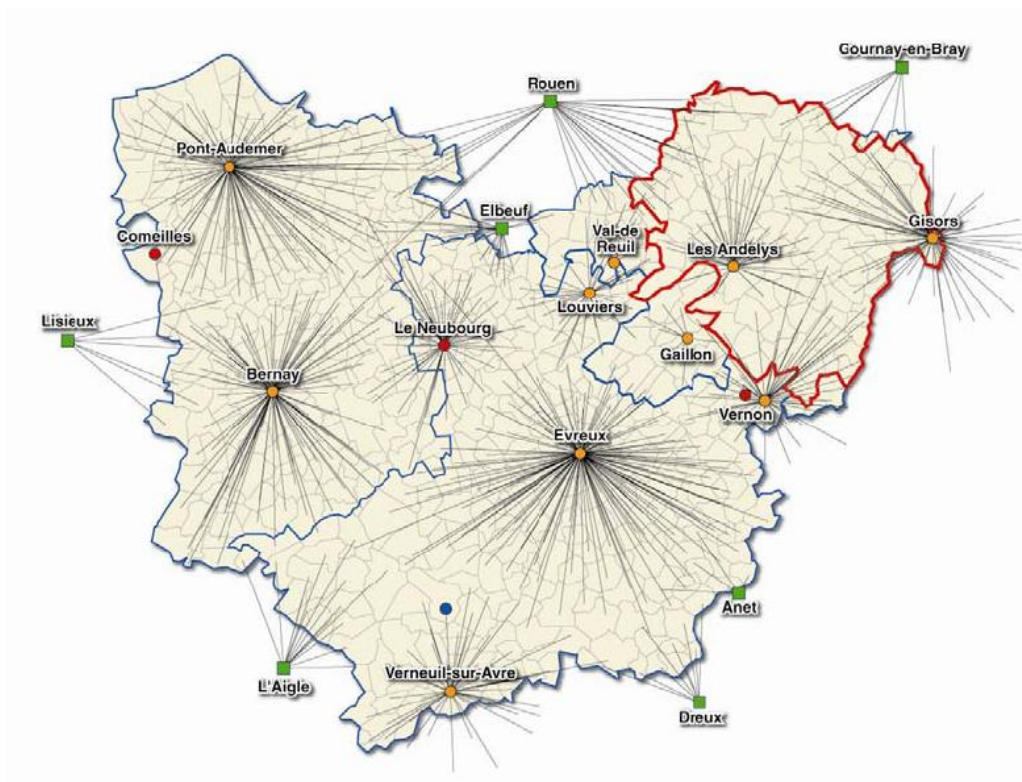 Gournay-en-Bray
Rouen
Pont-Audemer
Elbeuf
Gisors
Val-de
Reuil
Corneilles
Les Andelys
Louviers
Lisieux
Le Neubourg
Gaillon
Bernay
Vernon
Evreux
Anet
Verneuil-sur-Avre
L'Aigle
Dreux